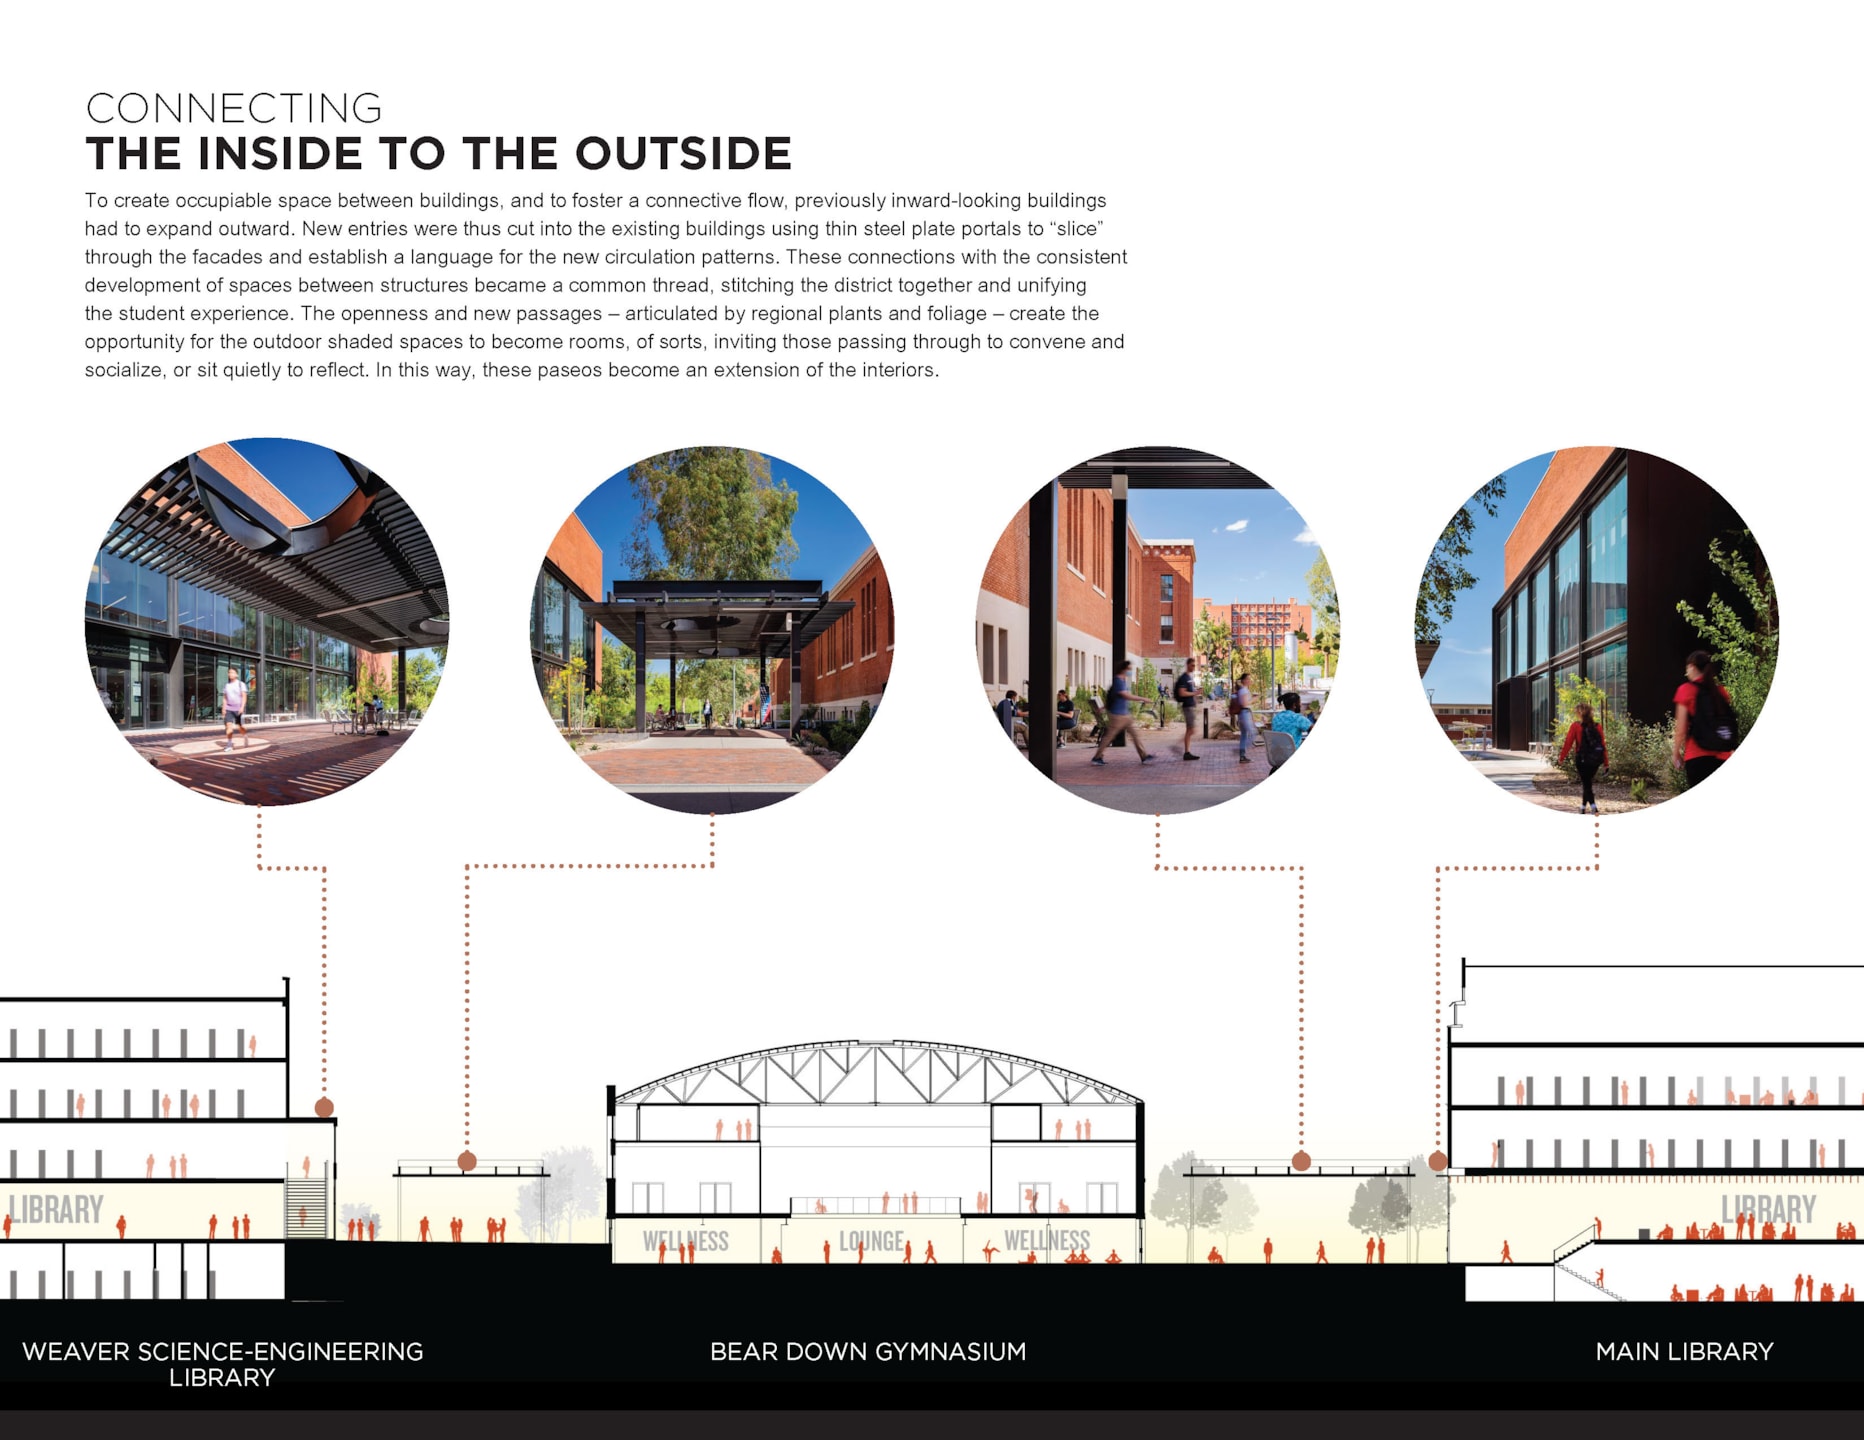 CONNECTING
THE INSIDE TO THE OUTSIDE
To create occupiable space between buildings, and to foster a connective flow, previously inward-looking buildings
had to expand outward. New entries were thus cut into the existing buildings using thin steel plate portals to “slice”
through the facades and establish a language for the new circulation patterns. These connections with the consistent
development of spaces between structures became a common thread, stitching the district together and unifying
the student experience. The openness and new passages – articulated by regional plants and foliage – create the
opportunity for the outdoor shaded spaces to become rooms, of sorts, inviting those passing through to convene and
socialize, or sit quietly to reflect. In this way, these paseos become an extension of the interiors.
LIBRARY
WELLNESS
LOUNGE
WELLNESS
LIBRARY
WEAVER SCIENCE-ENGINEERING
LIBRARY
BEAR DOWN GYMNASIUM
MAIN LIBRARY